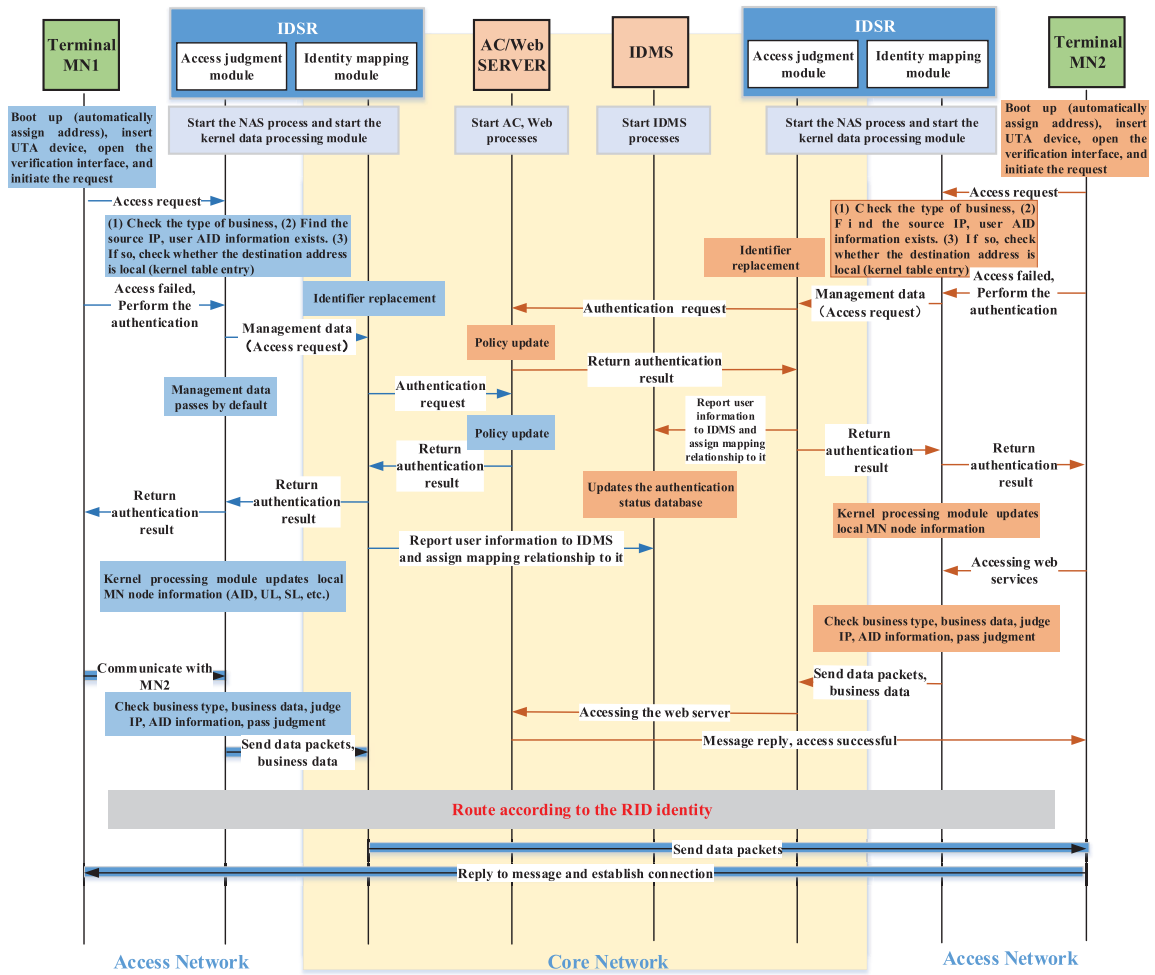 IDSR
IDSR
Terminal
MN1
Access judgment
module
Identity mapping
module
AC/Web
SERVER
IDMS
Access judgment
module
Identity mapping
module
Terminal
MN2
Boot up (automatically
assign address), insert
UTA device, open the
verification interface, and
initiate the request
Start the NAS process and start the
kernel data processing module
Start AC, Web
processes
Start IDMS
processes
Start the NAS process and start the
kernel data processing module
Boot up (automatically
assign address), insert
UTA device, open the
verification interface, and
initiate the request
Access request
Access request
(1) Check the type of business, (2) Find the
source IP, user AID information exists. (3)
If so, check whether the destination address
is local (kernel table entry)
(1) Check the type of business, (2)
F i nd the source IP, user AID
information exists. (3) If so, check
whether the destination address is
local (kernel table entry)
Identifier
replacement
Access failed,
Perform the
authentication
Access failed,
Perform the
authentication
Identifier replacement
Authentication request
Management data
（Access request）
Management data
（Access request）
Policy update
Return authentication
result
Management data
passes by default
Authentication
request
Report user
information
to IDMS and
assign mapping
relationship to it
Policy update
Return
authentication
result
Return
authentication
result
Return
authentication
result
Return
authentication
result
Return
authentication
result
Updates the authentication
status database
Kernel processing module updates
local MN node information
Report user information to IDMS
and assign mapping relationship to it
Accessing web
services
Kernel processing module updates local
MN node information (AID, UL, SL, etc.)
Check business type, business data, judge
IP, AID information, pass judgment
Communicate with
MN2
Send data packets,
business data
Check business type, business data, judge
IP, AID information, pass judgment
Accessing the web server
Send data packets,
business data
Message reply, access successful
Route according to the RID identity
Send data packets
Reply to message and establish connection
Access Network
Core Network
Access Network